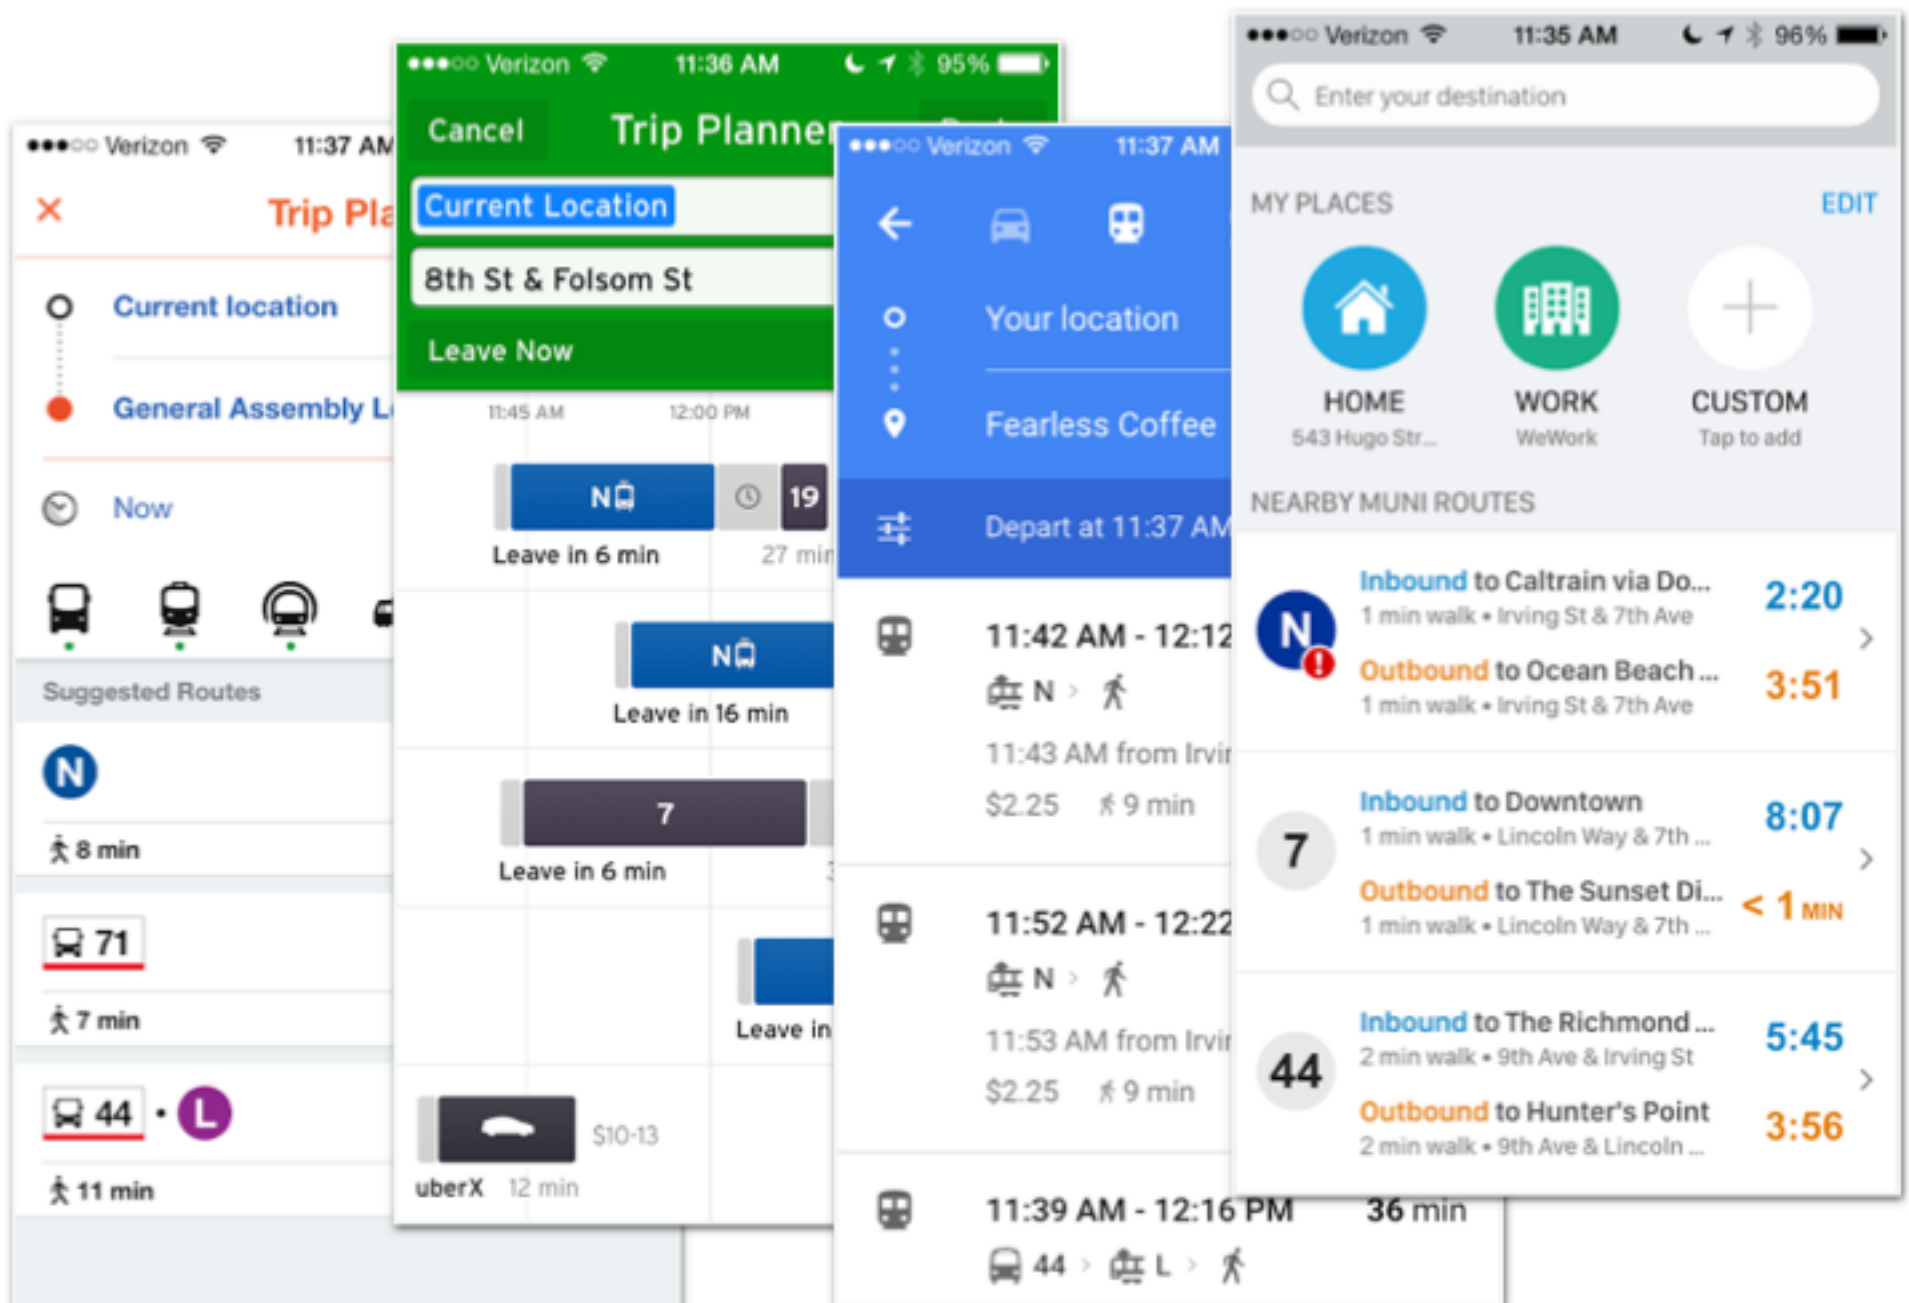 Verizon 11:37 AM
Trip Pla
Current location
General Assembly L
Now
Suggested Routes
N
8 min
71
7 min
44 • L
11 min
Verizon 11:36 AM 95%
Cancel Trip Planner
Current Location
8th St & Folsom St
Leave Now
11:45 AM 12:00 PM
N 19
Leave in 6 min 27 min
N
Leave in 16 min
7
Leave in 6 min
Leave in
$10-13
uberX 12 min
Verizon 11:37 AM
Your location
Fearless Coffee
Depart at 11:37 AM
11:42 AM - 12:12
N >
11:43 AM from Irvin
$2.25 9 min
11:52 AM - 12:22
N >
11:53 AM from Irvin
$2.25 9 min
11:39 AM - 12:16 PM 36 min
44 > L >
Verizon 11:35 AM 96%
Enter your destination
MY PLACES EDIT
HOME WORK CUSTOM
543 Hugo Str... WeWork Tap to add
NEARBY MUNI ROUTES
N
Inbound to Caltrain via Do... 2:20
1 min walk • Irving St & 7th Ave
Outbound to Ocean Beach ... 3:51
1 min walk • Irving St & 7th Ave
7
Inbound to Downtown 8:07
1 min walk • Lincoln Way & 7th ...
Outbound to The Sunset Di... < 1 MIN
1 min walk • Lincoln Way & 7th ...
44
Inbound to The Richmond ... 5:45
2 min walk • 9th Ave & Irving St
Outbound to Hunter's Point 3:56
2 min walk • 9th Ave & Lincoln ...